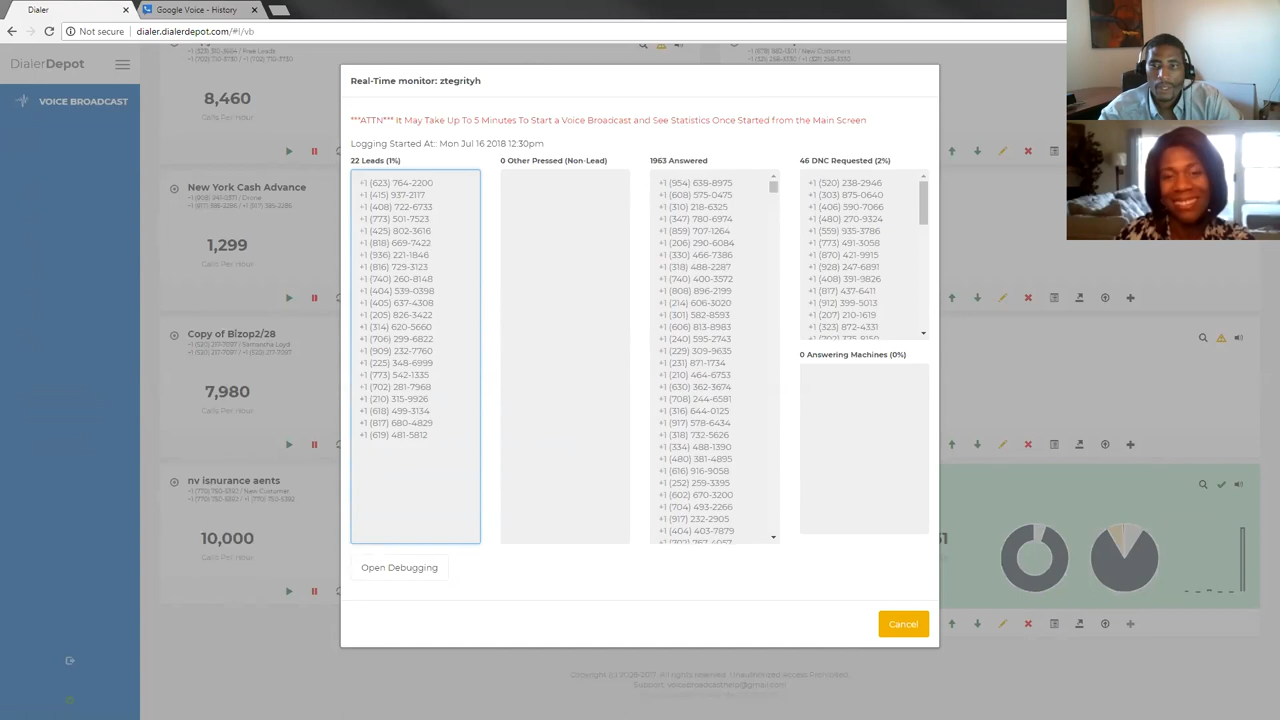 Dialer
Google Voice - History
Not secure | dialer.dialerdepot.com/#!/vb
DialerDepot
VOICE BROADCAST
8,460
Calls Per Hour
New York Cash Advance
1,299
Calls Per Hour
Copy of Bizop2/28
7,980
Calls Per Hour
nv isnurance aents
10,000
Calls Per Hour
Real-Time monitor: ztegrityh
***ATTN*** It May Take Up To 5 Minutes To Start a Voice Broadcast and See Statistics Once Started from the Main Screen
Logging Started At:: Mon Jul 16 2018 12:30pm
22 Leads (1%)
+1 (623) 764-2200
+1 (415) 937-2117
+1 (408) 722-6733
+1 (773) 501-7523
+1 (425) 802-3616
+1 (818) 669-7422
+1 (936) 221-1846
+1 (816) 729-3123
+1 (740) 260-8148
+1 (404) 539-0398
+1 (405) 637-4308
+1 (205) 826-3422
+1 (314) 620-5660
+1 (706) 299-6822
+1 (909) 232-7760
+1 (225) 348-6999
+1 (773) 542-1335
+1 (702) 281-7968
+1 (210) 315-9926
+1 (618) 499-3134
+1 (817) 680-4829
+1 (619) 481-5812
0 Other Pressed (Non-Lead)
1963 Answered
+1 (954) 638-8975
+1 (608) 575-0475
+1 (310) 218-6325
+1 (347) 780-6974
+1 (859) 707-1264
+1 (206) 290-6084
+1 (330) 466-7386
+1 (318) 488-2287
+1 (740) 400-3572
+1 (808) 896-2199
+1 (214) 606-3020
+1 (301) 582-8593
+1 (606) 813-8983
+1 (240) 595-2743
+1 (229) 309-9635
+1 (231) 871-1734
+1 (210) 464-6753
+1 (630) 362-3674
+1 (708) 244-6581
+1 (316) 644-0125
+1 (917) 578-6434
+1 (318) 732-5626
+1 (334) 488-1390
+1 (480) 381-4895
+1 (616) 916-9058
+1 (252) 259-3395
+1 (602) 670-3200
+1 (704) 493-2266
+1 (917) 232-2905
+1 (404) 403-7879
46 DNC Requested (2%)
+1 (520) 238-2946
+1 (303) 875-0640
+1 (406) 590-7066
+1 (480) 270-9324
+1 (559) 935-3786
+1 (773) 491-3058
+1 (870) 421-9915
+1 (928) 247-6891
+1 (408) 391-9826
+1 (817) 437-6411
+1 (912) 399-5013
+1 (207) 210-1619
+1 (323) 872-4331
0 Answering Machines (0%)
Open Debugging
Cancel